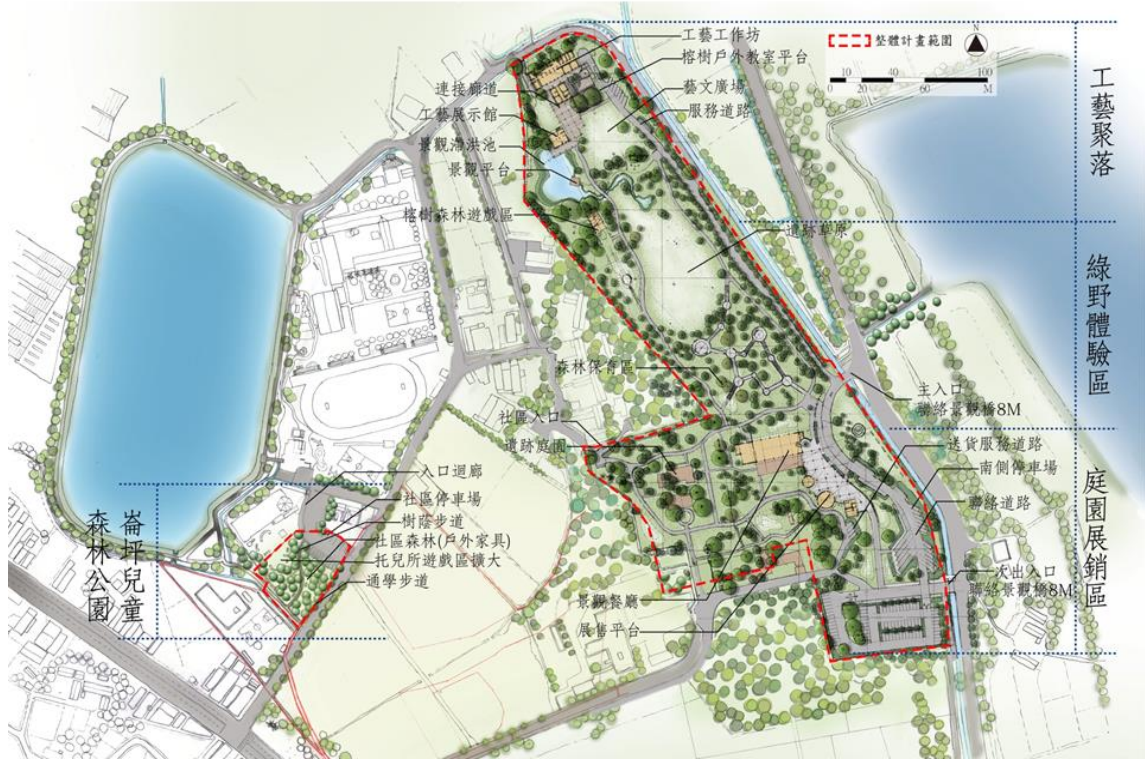 工藝工作坊
榕樹戶外教室平台
藝文廣場
服務道路
連接廊道
工藝展示館
景觀滯洪池
景觀平台
榕樹森林遊戲區
遺跡草原
森林保育區
社區入口
遺跡庭園
景觀餐廳
展售平台
主入口
聯絡景觀橋8M
送貨服務道路
南側停車場
聯絡道路
次出入口
聯絡景觀橋8M
入口迴廊
社區停車場
樹蔭步道
社區森林(戶外家具)
托兒所遊戲區擴大
通學步道
崙坪兒童
森林公園
整體計畫範圍
N
10 40 100
0 20 60 M
工藝聚落
綠野體驗區
庭園展銷區